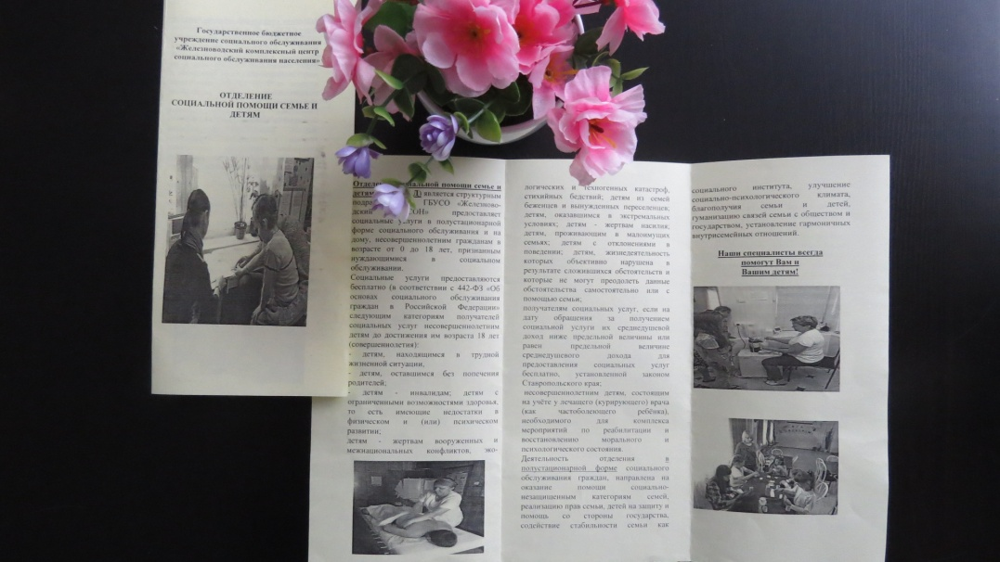 Государственное бюджетное
учреждение социального обслуживания
«Железноводский комплексный центр
социального обслуживания населения»
ОТДЕЛЕНИЕ
СОЦИАЛЬНОЙ ПОМОЩИ СЕМЬЕ И
ДЕТЯМ
социальной помощи семье и
детям является структурным
ГБУСО «Железново-
предоставляет
социальные услуги в полустационарной
форме социального обслуживания и на
дому, несовершеннолетним гражданам в
возрасте от 0 до 18 лет, признанным
нуждающимися в социальном
обслуживании.
Социальные услуги предоставляются
бесплатно (в соответствии с 442-ФЗ «Об
основах социального обслуживания
граждан в Российской Федерации»
следующим категориям получателей
социальных услуг несовершеннолетним
детям до достижения им возраста 18 лет
(совершеннолетия):
- детям, находящимся в трудной
жизненной ситуации,
- детям, оставшимся без попечения
родителей;
- детям - инвалидам; детям с
ограниченными возможностями здоровья,
то есть имеющие недостатки в
физическом и (или) психическом
развитии;
детям - жертвам вооруженных и
межнациональных конфликтов, эко-
логических и техногенных катастроф,
стихийных бедствий; детям из семей
беженцев и вынужденных переселенцев;
детям, оказавшимся в экстремальных
условиях; детям - жертвам насилия;
детям, проживающим в малоимущих
семьях; детям с отклонениями в
поведении; детям, жизнедеятельность
которых объективно нарушена в
результате сложившихся обстоятельств и
которые не могут преодолеть данные
обстоятельства самостоятельно или с
помощью семьи;
получателям социальных услуг, если на
дату обращения за получением
социальной услуги их среднедушевой
доход ниже предельной величины или
равен предельной величине
среднедушевого дохода для
предоставления социальных услуг
бесплатно, установленной законом
Ставропольского края;
несовершеннолетним детям, состоящим
на учёте у лечащего (курирующего) врача
(как частоболеющего ребёнка),
необходимого для комплекса
мероприятий по реабилитации и
восстановлению морального и
психологического состояния.
Деятельность отделения в
полустационарной форме социального
обслуживания граждан, направлена на
оказание помощи социально-
незащищенным категориям семей,
реализацию прав семьи, детей на защиту и
помощь со стороны государства,
содействие стабильности семьи как
социального института, улучшение
социально-психологического климата,
благополучия семьи и детей,
гуманизацию связей семьи с обществом и
государством, установление гармоничных
внутрисемейных отношений.
Наши специалисты всегда
помогут Вам и
Вашим детям!